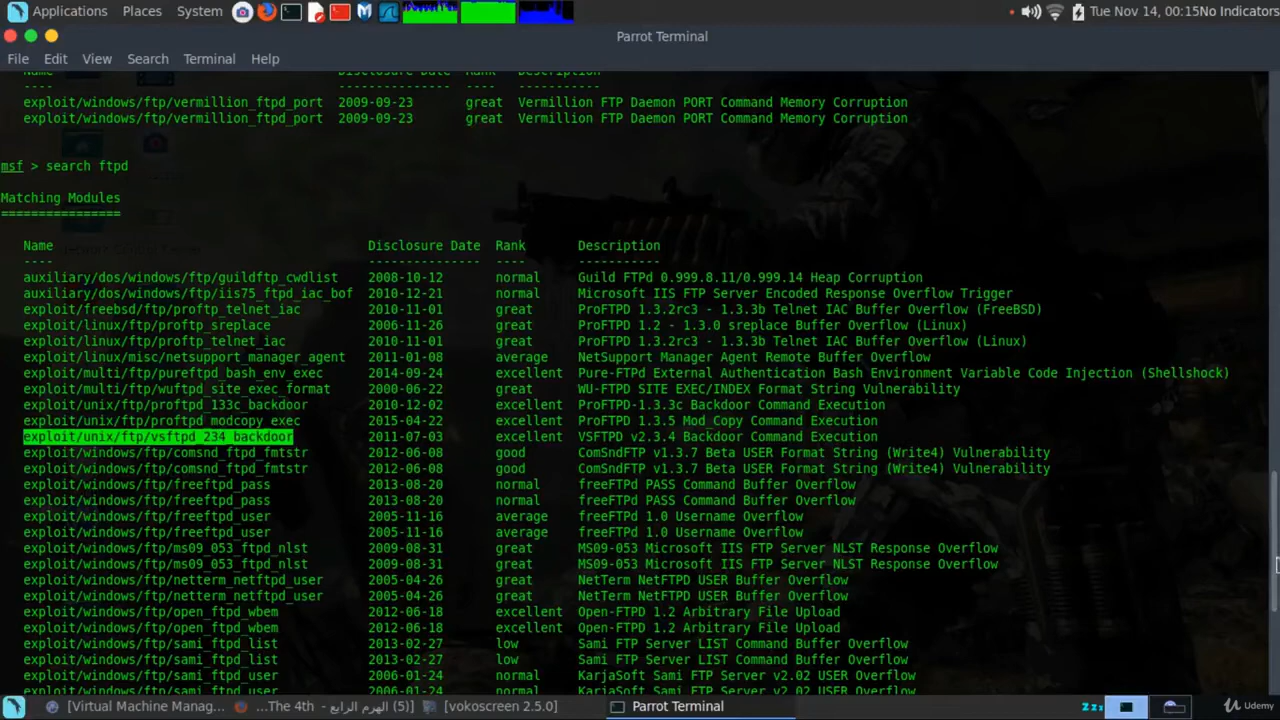 Applications Places System Tue Nov 14, 00:15 No Indicators
Parrot Terminal
File Edit View Search Terminal Help
Name Disclosure Date Rank Description
---- --------------- ---- -----------
exploit/windows/ftp/vermillion_ftpd_port 2009-09-23 great Vermillion FTP Daemon PORT Command Memory Corruption
exploit/windows/ftp/vermillion_ftpd_port 2009-09-23 great Vermillion FTP Daemon PORT Command Memory Corruption
msf > search ftpd
Matching Modules
================
Name Disclosure Date Rank Description
---- --------------- ---- -----------
auxiliary/dos/windows/ftp/guildftp_cwdlist 2008-10-12 normal Guild FTPd 0.999.8.11/0.999.14 Heap Corruption
auxiliary/dos/windows/ftp/iis75_ftpd_iac_bof 2010-12-21 normal Microsoft IIS FTP Server Encoded Response Overflow Trigger
exploit/freebsd/ftp/proftp_telnet_iac 2010-11-01 great ProFTPD 1.3.2rc3 - 1.3.3b Telnet IAC Buffer Overflow (FreeBSD)
exploit/linux/ftp/proftp_sreplace 2006-11-26 great ProFTPD 1.2 - 1.3.0 sreplace Buffer Overflow (Linux)
exploit/linux/ftp/proftp_telnet_iac 2010-11-01 great ProFTPD 1.3.2rc3 - 1.3.3b Telnet IAC Buffer Overflow (Linux)
exploit/linux/misc/netsupport_manager_agent 2011-01-08 average NetSupport Manager Agent Remote Buffer Overflow
exploit/multi/ftp/pureftpd_bash_env_exec 2014-09-24 excellent Pure-FTPd External Authentication Bash Environment Variable Code Injection (Shellshock)
exploit/multi/ftp/wuftpd_site_exec_format 2000-06-22 great WU-FTPD SITE EXEC/INDEX Format String Vulnerability
exploit/unix/ftp/proftpd_133c_backdoor 2010-12-02 excellent ProFTPD-1.3.3c Backdoor Command Execution
exploit/unix/ftp/proftpd_modcopy_exec 2015-04-22 excellent ProFTPD 1.3.5 Mod_Copy Command Execution
exploit/unix/ftp/vsftpd_234_backdoor 2011-07-03 excellent VSFTPD v2.3.4 Backdoor Command Execution
exploit/windows/ftp/comsnd_ftpd_fmtstr 2012-06-08 good ComSndFTP v1.3.7 Beta USER Format String (Write4) Vulnerability
exploit/windows/ftp/comsnd_ftpd_fmtstr 2012-06-08 good ComSndFTP v1.3.7 Beta USER Format String (Write4) Vulnerability
exploit/windows/ftp/freeftpd_pass 2013-08-20 normal freeFTPd PASS Command Buffer Overflow
exploit/windows/ftp/freeftpd_pass 2013-08-20 normal freeFTPd PASS Command Buffer Overflow
exploit/windows/ftp/freeftpd_user 2005-11-16 average freeFTPd 1.0 Username Overflow
exploit/windows/ftp/freeftpd_user 2005-11-16 average freeFTPd 1.0 Username Overflow
exploit/windows/ftp/ms09_053_ftpd_nlst 2009-08-31 great MS09-053 Microsoft IIS FTP Server NLST Response Overflow
exploit/windows/ftp/ms09_053_ftpd_nlst 2009-08-31 great MS09-053 Microsoft IIS FTP Server NLST Response Overflow
exploit/windows/ftp/netterm_netftpd_user 2005-04-26 great NetTerm NetFTPD USER Buffer Overflow
exploit/windows/ftp/netterm_netftpd_user 2005-04-26 great NetTerm NetFTPD USER Buffer Overflow
exploit/windows/ftp/open_ftpd_wbem 2012-06-18 excellent Open-FTPD 1.2 Arbitrary File Upload
exploit/windows/ftp/open_ftpd_wbem 2012-06-18 excellent Open-FTPD 1.2 Arbitrary File Upload
exploit/windows/ftp/sami_ftpd_list 2013-02-27 low Sami FTP Server LIST Command Buffer Overflow
exploit/windows/ftp/sami_ftpd_list 2013-02-27 low Sami FTP Server LIST Command Buffer Overflow
exploit/windows/ftp/sami_ftpd_user 2006-01-24 normal KarjaSoft Sami FTP Server v2.02 USER Overflow
exploit/windows/ftp/sami_ftpd_user 2006-01-24 normal KarjaSoft Sami FTP Server v2.02 USER Overflow
[Virtual Machine Manag... ...The 4th - الهرم الرابع (5)] [vokoscreen 2.5.0] Parrot Terminal Udemy